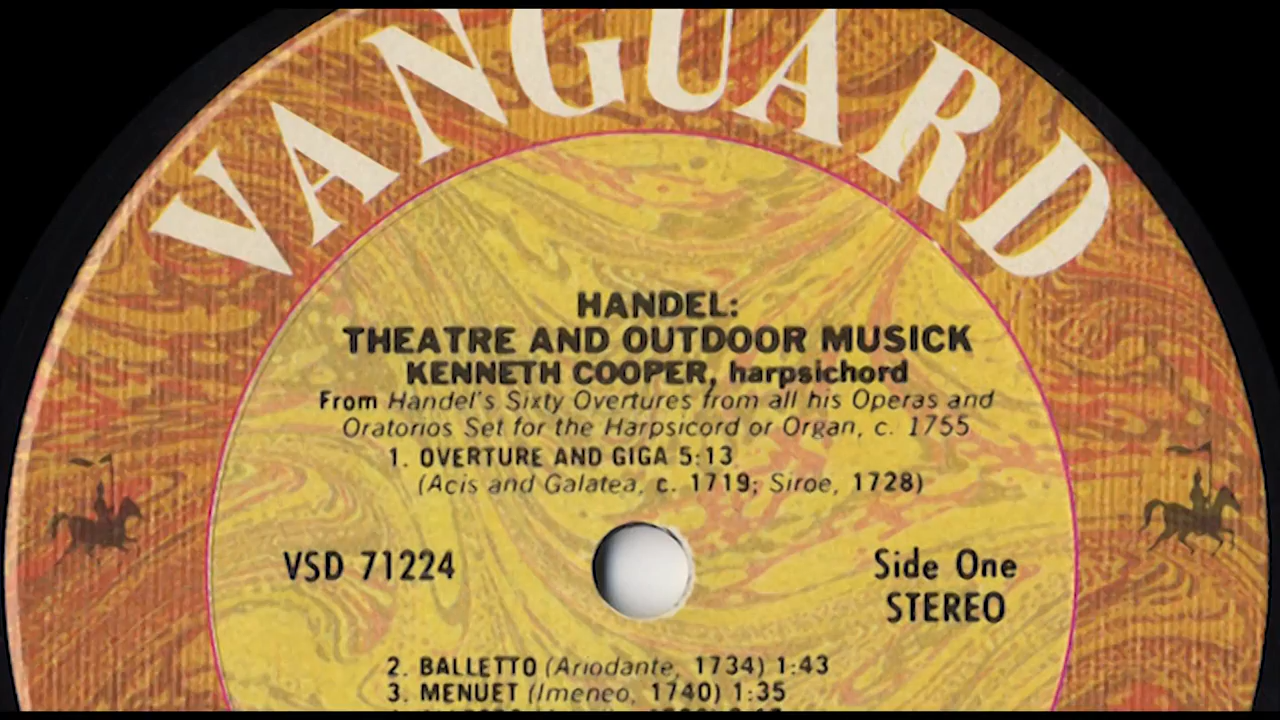 VANGUARD
HANDEL:
THEATRE AND OUTDOOR MUSICK
KENNETH COOPER, harpsichord
From Handel's Sixty Overtures from all his Operas and
Oratorios Set for the Harpsicord or Organ, c. 1755
1. OVERTURE AND GIGA 5:13
(Acis and Galatea, c. 1719; Siroe, 1728)
VSD 71224
Side One
STEREO
2. BALLETTO (Ariodante, 1734) 1:43
3. MENUET (Imeneo, 1740) 1:35